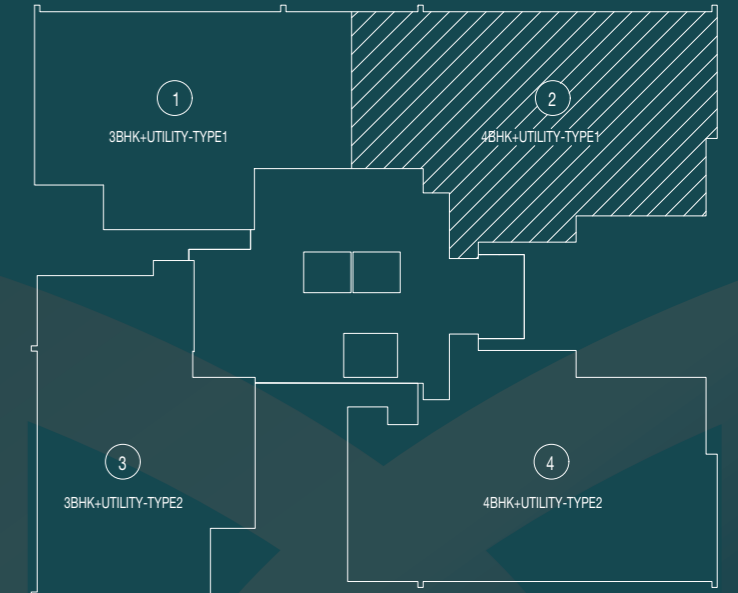 1
3BHK+UTILITY-TYPE1
2
4BHK+UTILITY-TYPE1
3
3BHK+UTILITY-TYPE2
4
4BHK+UTILITY-TYPE2